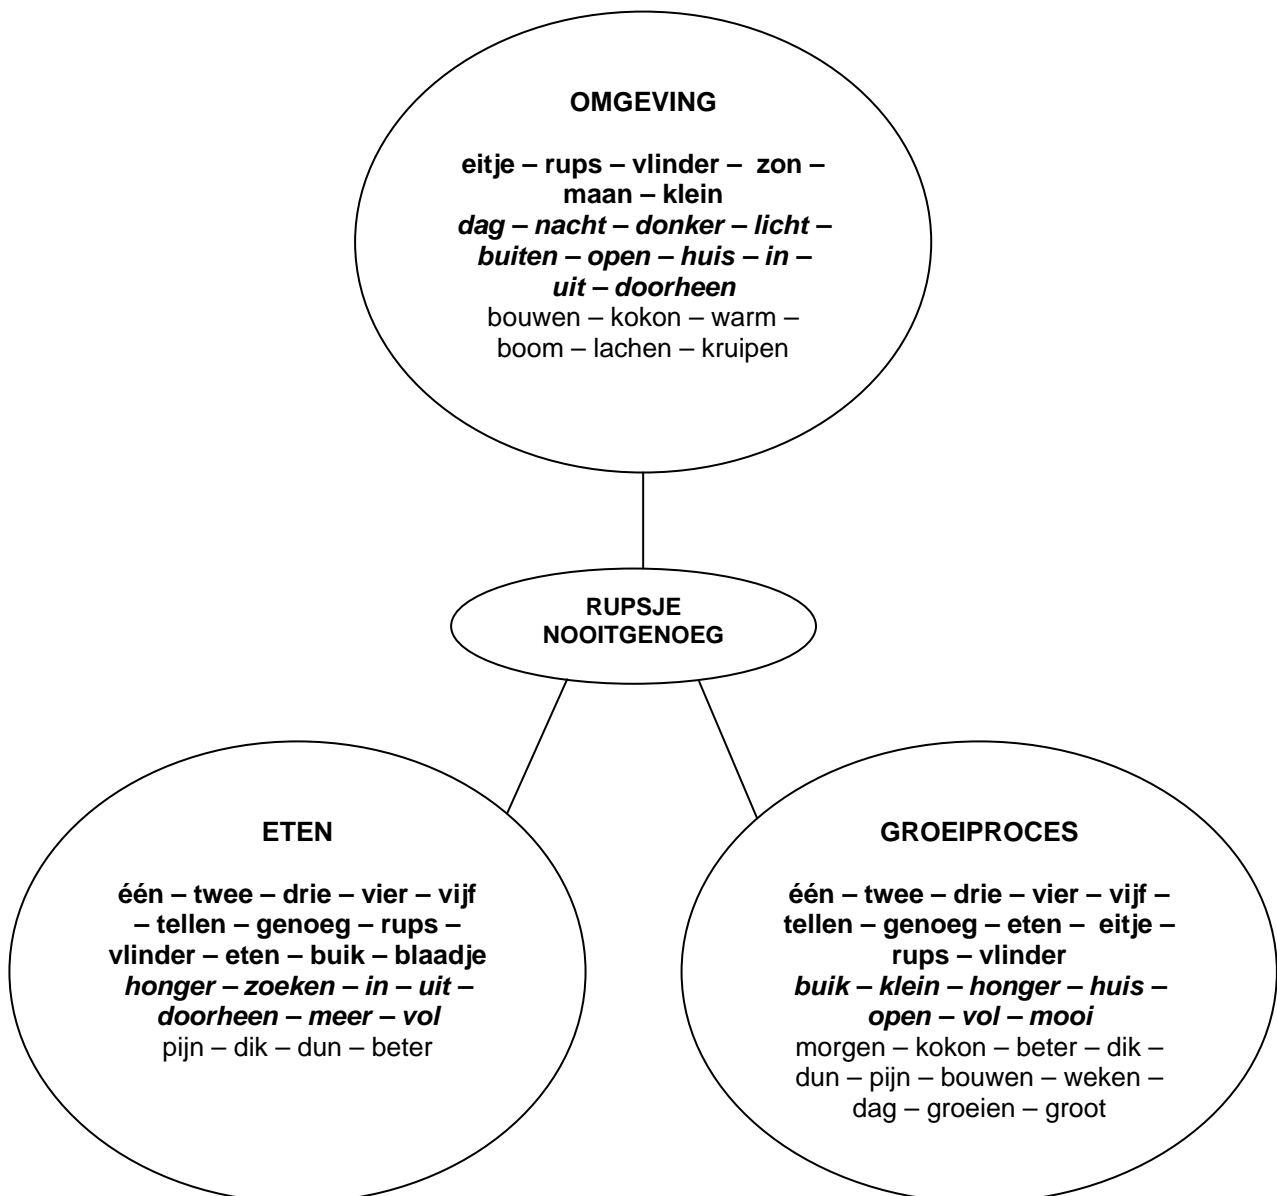 OMGEVING
eitje – rups – vlinder – zon –
maan – klein
dag – nacht – donker – licht –
buiten – open – huis – in –
uit – doorheen
bouwen – kokon – warm –
boom – lachen – kruipen
RUPSJE
NOOITGENOEG
ETEN
één – twee – drie – vier – vijf
– tellen – genoeg – rups –
vlinder – eten – buik – blaadje
honger – zoeken – in – uit –
doorheen – meer – vol
pijn – dik – dun – beter
GROEIPROCES
één – twee – drie – vier – vijf –
tellen – genoeg – eten – eitje –
rups – vlinder
buik – klein – honger – huis –
open – vol – mooi
morgen – kokon – beter – dik –
dun – pijn – bouwen – weken –
dag – groeien – groot